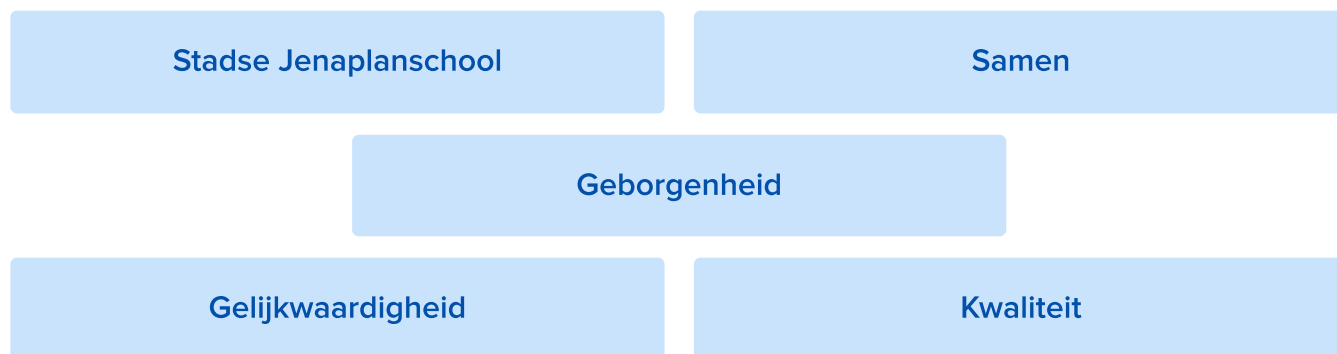 Stadse Jenaplanschool
Samen
Geborgenheid
Gelijkwaardigheid
Kwaliteit